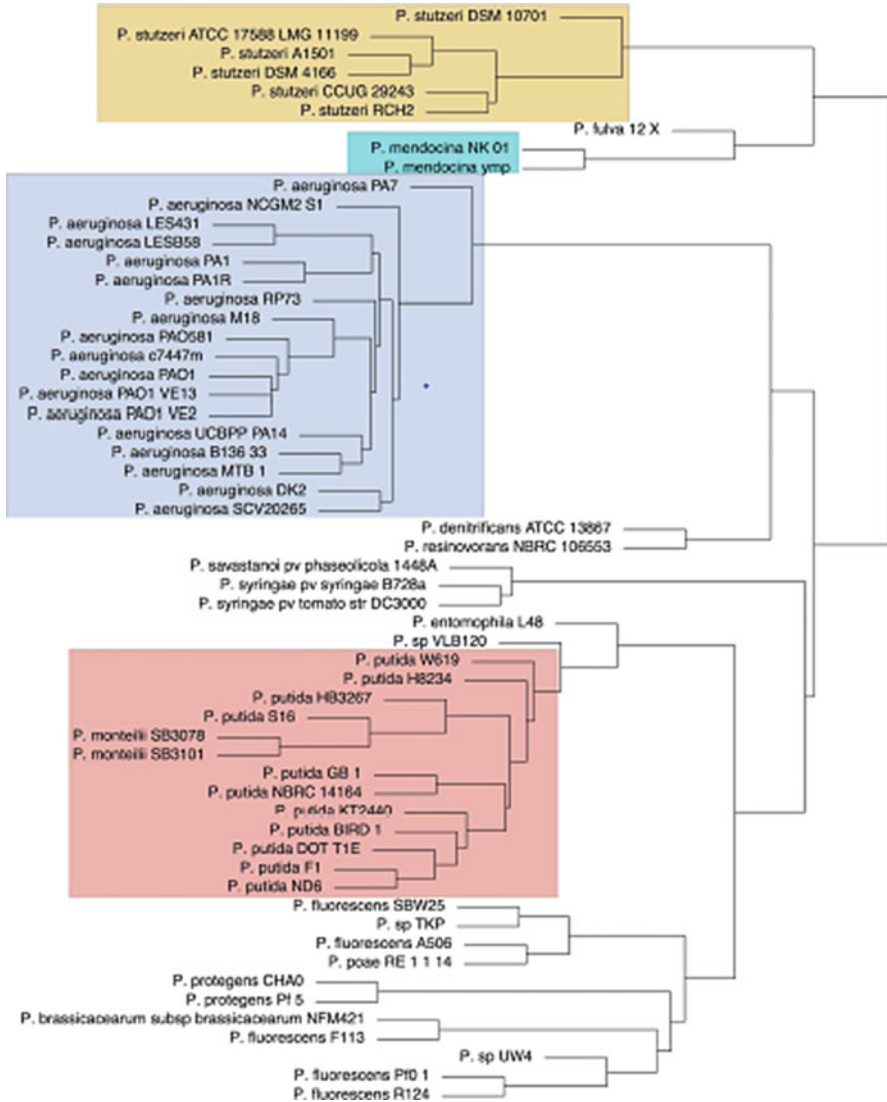 P. stutzeri DSM 10701
P. stutzeri ATCC 17588 LMG 11199
P. stutzeri A1501
P. stutzeri DSM 4166
P. stutzeri CCUG 29243
P. stutzeri RCH2
P. fulva 12 X
P. mendocina NK 01
P. mendocina ymp
P. aeruginosa PA7
P. aeruginosa NCGM2 S1
P. aeruginosa LES431
P. aeruginosa LESB58
P. aeruginosa PA1
P. aeruginosa PA1R
P. aeruginosa RP73
P. aeruginosa M18
P. aeruginosa PAO581
P. aeruginosa c7447m
P. aeruginosa PAO1
P. aeruginosa PAO1 VE13
P. aeruginosa PAO1 VE2
P. aeruginosa UCBPP PA14
P. aeruginosa B136 33
P. aeruginosa MTB 1
P. aeruginosa DK2
P. aeruginosa SCV20265
P. denitrificans ATCC 13867
P. resinovorans NBRC 106553
P. savastanoi pv phaseolicola 1448A
P. syringae pv syringae B728a
P. syringae pv tomato str DC3000
P. entomophila L48
P. sp VLB120
P. putida W619
P. putida H8234
P. putida HB3267
P. putida S16
P. monteilii SB3078
P. monteilii SB3101
P. putida GB 1
P. putida NBRC 14164
P. putida KT2440
P. putida BIRD 1
P. putida DOT T1E
P. putida F1
P. putida ND6
P. fluorescens SBW25
P. sp TKP
P. fluorescens A506
P. poae RE 1 1 14
P. protegens CHA0
P. protegens Pf 5
P. brassicacearum subsp brassicacearum NFM421
P. fluorescens F113
P. sp UW4
P. fluorescens Pf0 1
P. fluorescens R124